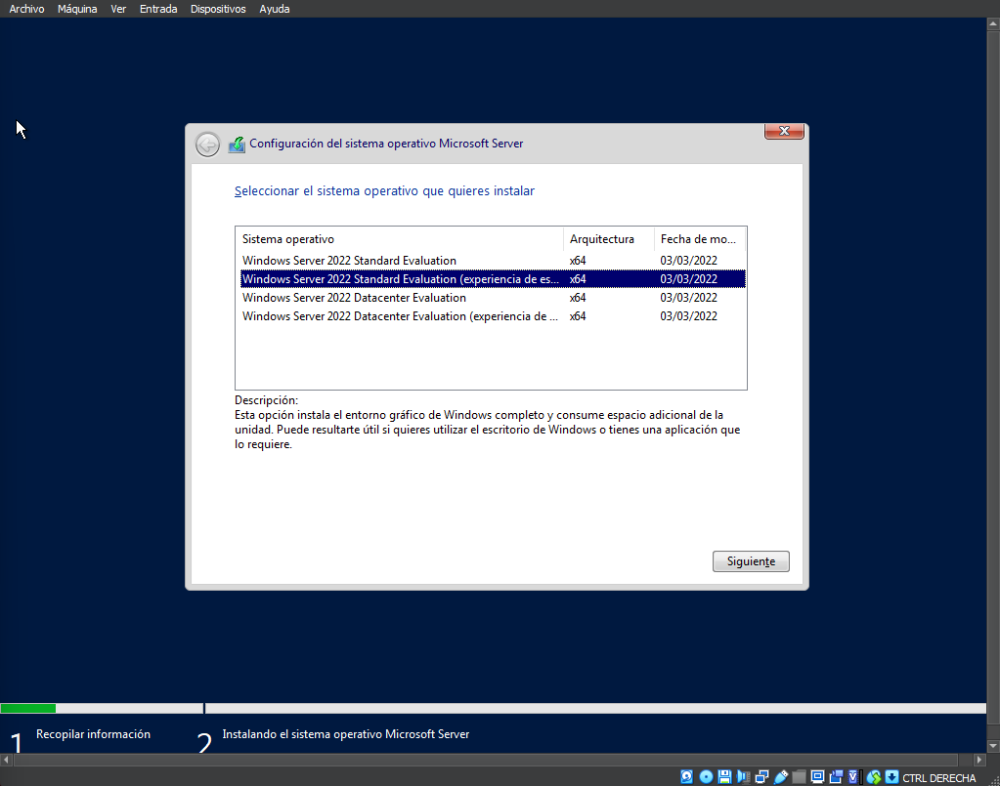 Archivo Máquina Ver Entrada Dispositivos Ayuda
Configuración del sistema operativo Microsoft Server
Seleccionar el sistema operativo que quieres instalar
Sistema operativo Arquitectura Fecha de mo...
Windows Server 2022 Standard Evaluation x64 03/03/2022
Windows Server 2022 Standard Evaluation (experiencia de es... x64 03/03/2022
Windows Server 2022 Datacenter Evaluation x64 03/03/2022
Windows Server 2022 Datacenter Evaluation (experiencia de ... x64 03/03/2022
Descripción:
Esta opción instala el entorno gráfico de Windows completo y consume espacio adicional de la
unidad. Puede resultarte útil si quieres utilizar el escritorio de Windows o tienes una aplicación que
lo requiere.
Siguiente
1 Recopilar información 2 Instalando el sistema operativo Microsoft Server
CTRL DERECHA